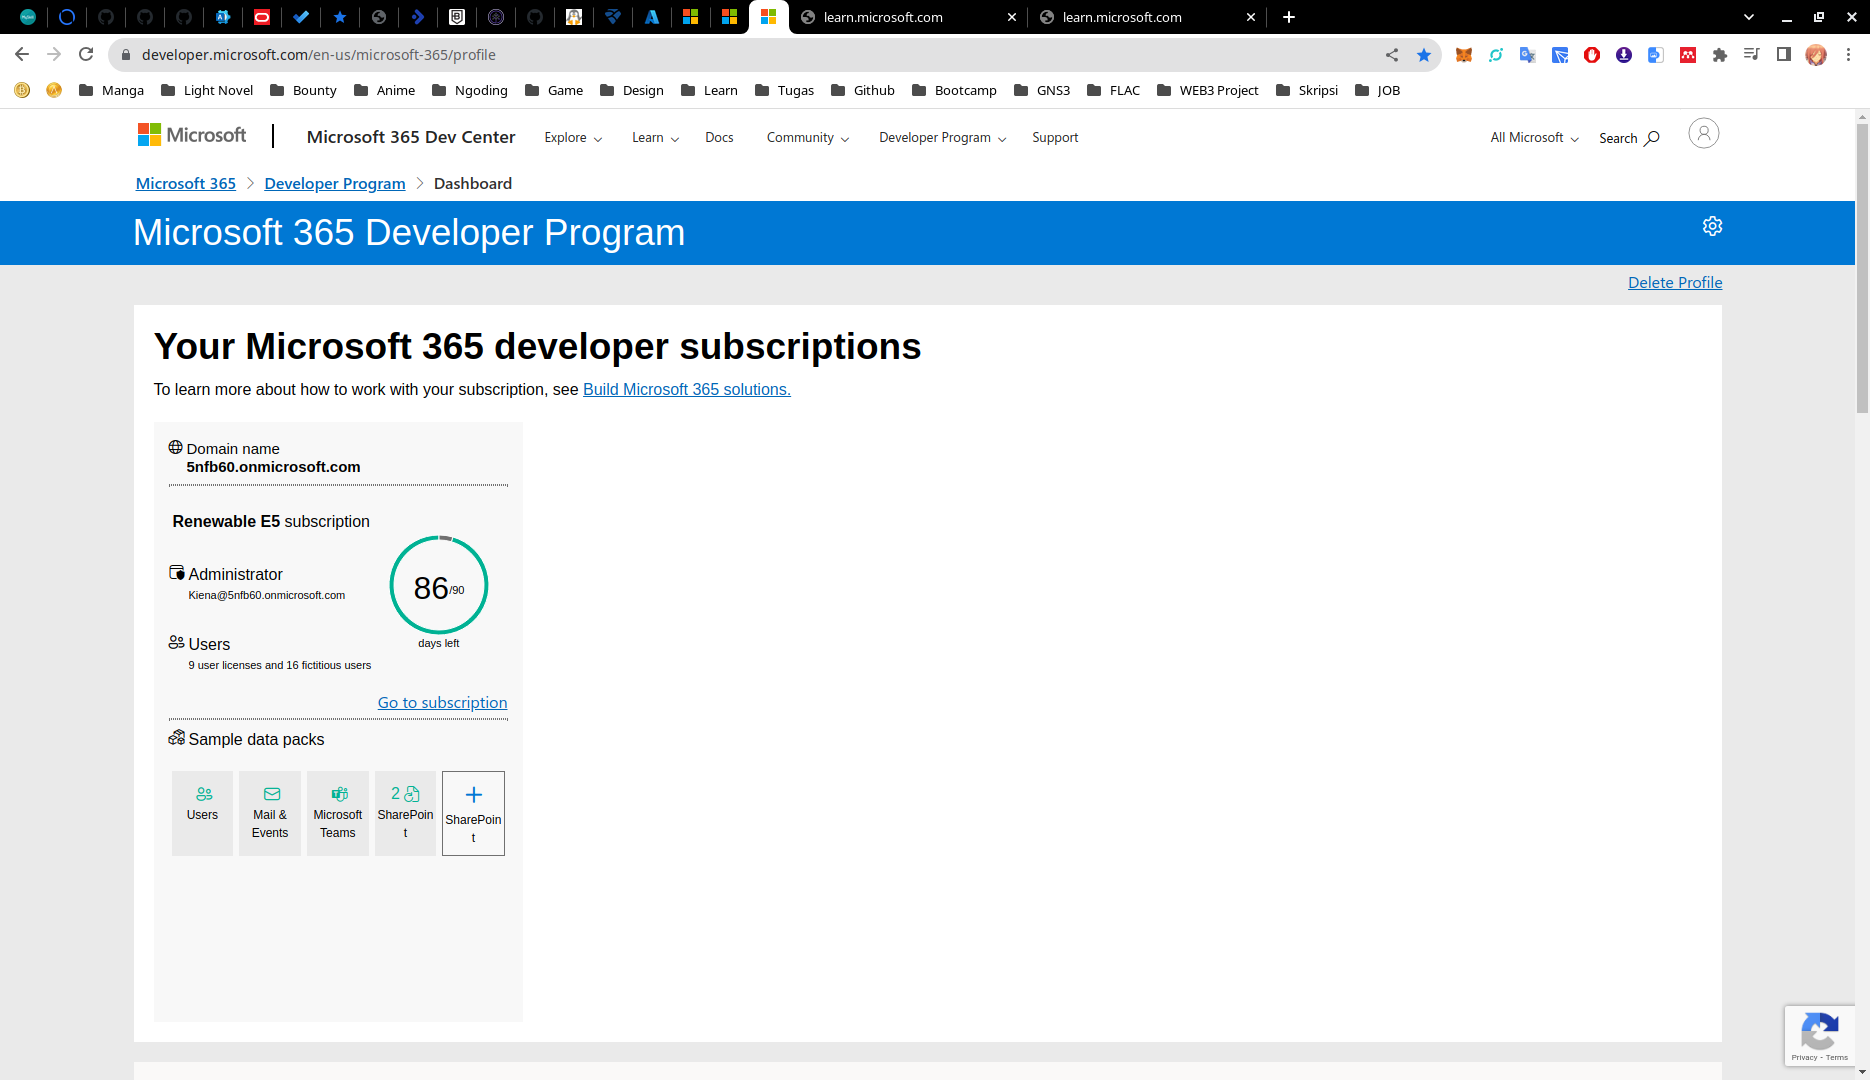 learn.microsoft.com
learn.microsoft.com
developer.microsoft.com/en-us/microsoft-365/profile
Manga Light Novel Bounty Anime Ngoding Game Design Learn Tugas Github Bootcamp GNS3 FLAC WEB3 Project Skripsi JOB
Microsoft
Microsoft 365 Dev Center Explore Learn Docs Community Developer Program Support All Microsoft Search
Microsoft 365 > Developer Program > Dashboard
Microsoft 365 Developer Program
Delete Profile
Your Microsoft 365 developer subscriptions
To learn more about how to work with your subscription, see Build Microsoft 365 solutions.
Domain name
5nfb60.onmicrosoft.com
Renewable E5 subscription
Administrator
Kiena@5nfb60.onmicrosoft.com
86/90
days left
Users
9 user licenses and 16 fictitious users
Go to subscription
Sample data packs
Users
Mail &
Events
Microsoft
Teams
2
SharePoin
t
SharePoin
t
Privacy - Terms